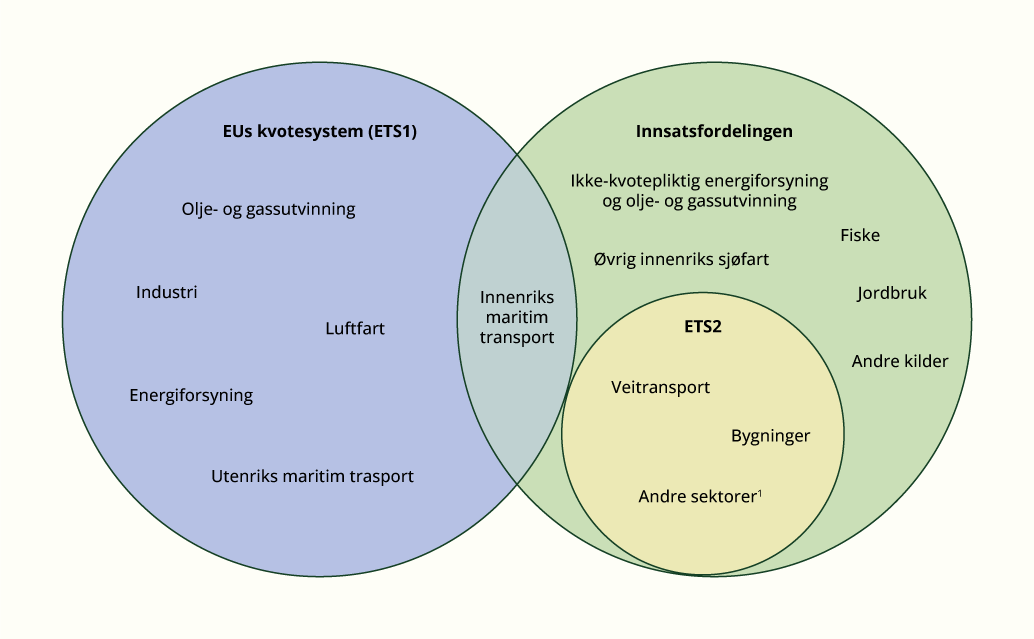 EUs kvotesystem (ETS1)
Olje- og gassutvinning
Industri
Luftfart
Energiforsyning
Utenriks maritim trasport
Innenriks
maritim
transport
Innsatsfordelingen
Ikke-kvotepliktig energiforsyning
og olje- og gassutvinning
Fiske
Øvrig innenriks sjøfart
Jordbruk
Andre kilder
ETS2
Veitransport
Bygninger
Andre sektorer¹